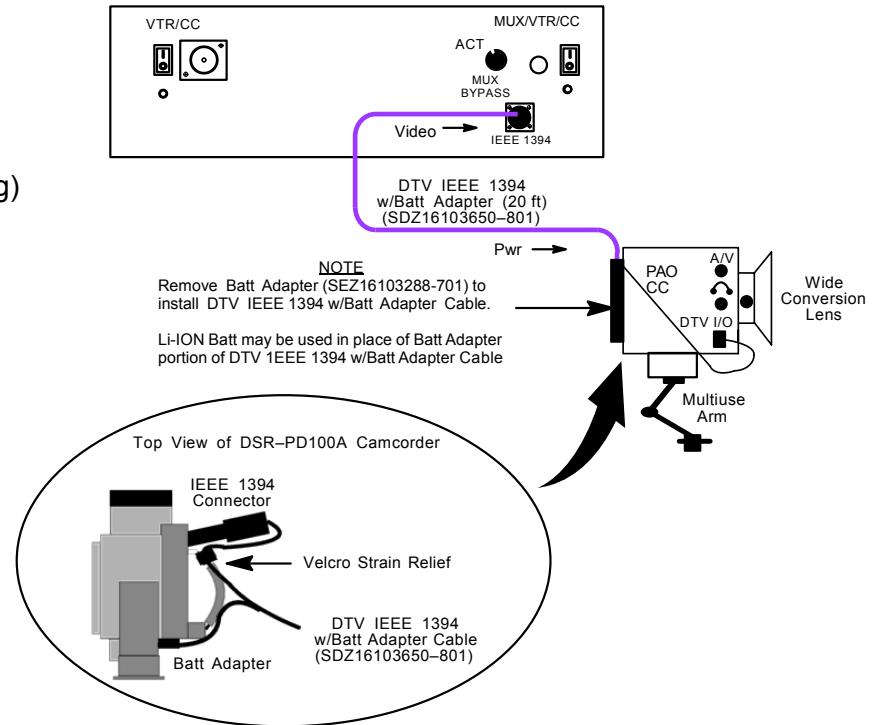 VTR/CC
MUX/VTR/CC
ACT
MUX
BYPASS
Video
IEEE 1394
g)
DTV IEEE 1394
w/Batt Adapter (20 ft)
(SDZ16103650–801)
Pwr
NOTE
Remove Batt Adapter (SEZ16103288-701) to
install DTV IEEE 1394 w/Batt Adapter Cable.
Li-ION Batt may be used in place of Batt Adapter
portion of DTV 1EEE 1394 w/Batt Adapter Cable
PAO
CC
A/V
DTV I/O
Wide
Conversion
Lens
Multiuse
Arm
Top View of DSR–PD100A Camcorder
IEEE 1394
Connector
Velcro Strain Relief
DTV IEEE 1394
w/Batt Adapter Cable
(SDZ16103650–801)
Batt Adapter